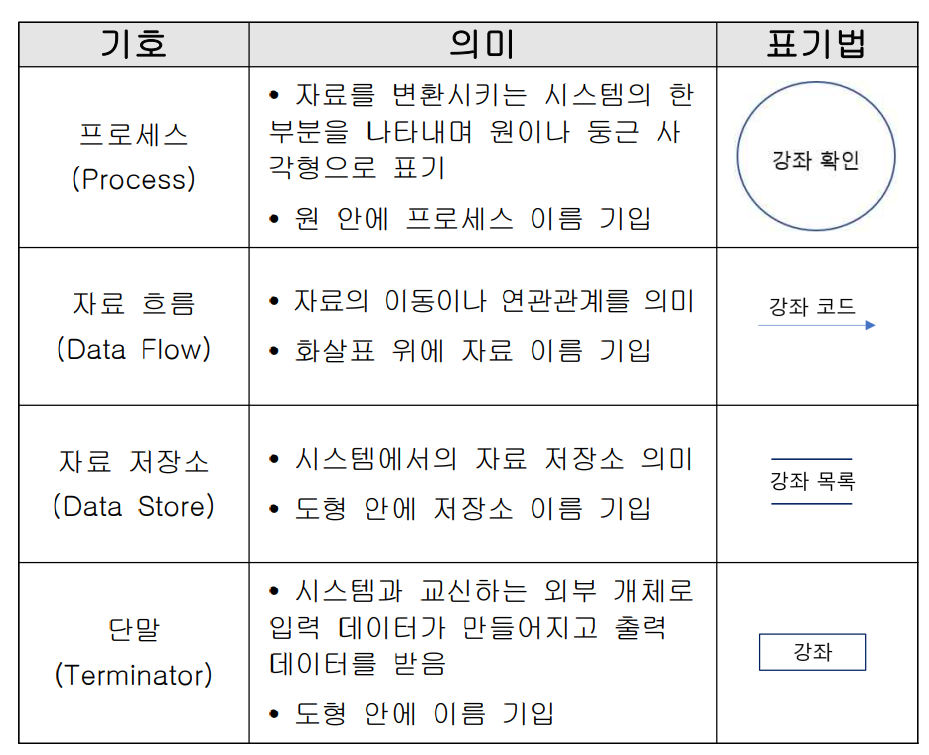 기호 의미 표기법
• 자료를 변환시키는 시스템의 한
프로세스 부분을 나타내며 원이나 둥근 사
(Process) 각형으로 표기 강좌 확인
• 원 안에 프로세스 이름 기입
자료 흐름 • 자료의 이동이나 연관관계를 의미 강좌 코드
(Data Flow) • 화살표 위에 자료 이름 기입
자료 저장소 • 시스템에서의 자료 저장소 의미 강좌 목록
(Data Store) • 도형 안에 저장소 이름 기입
• 시스템과 교신하는 외부 개체로
단말 입력 데이터가 만들어지고 출력 강좌
(Terminator) 데이터를 받음
• 도형 안에 이름 기입